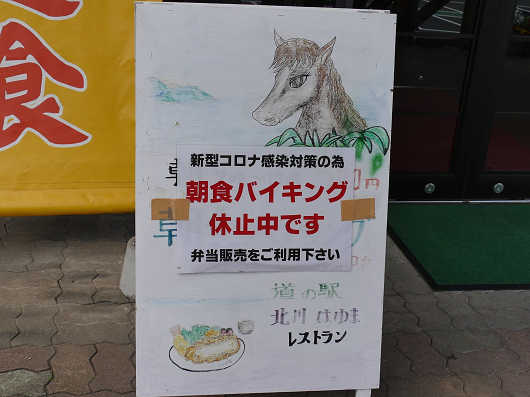 食
新型コロナ感染対策の為
朝食バイキング
休止中です
弁当販売をご利用下さい
道の駅
北川はゆま
レストラン